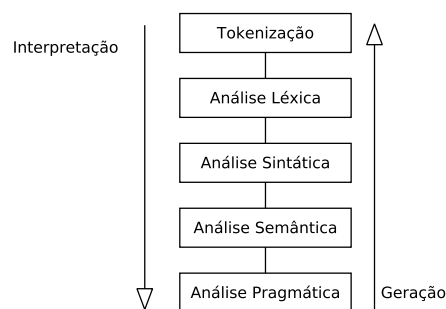 Tokenização
Interpretação
Análise Léxica
Análise Sintática
Análise Semântica
Análise Pragmática
Geração